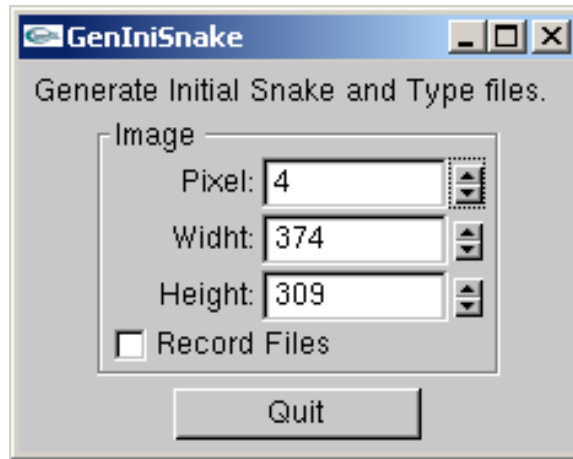 GenIniSnake
Generate Initial Snake and Type files.
Image
Pixel: 4
Widht: 374
Height: 309
Record Files
Quit